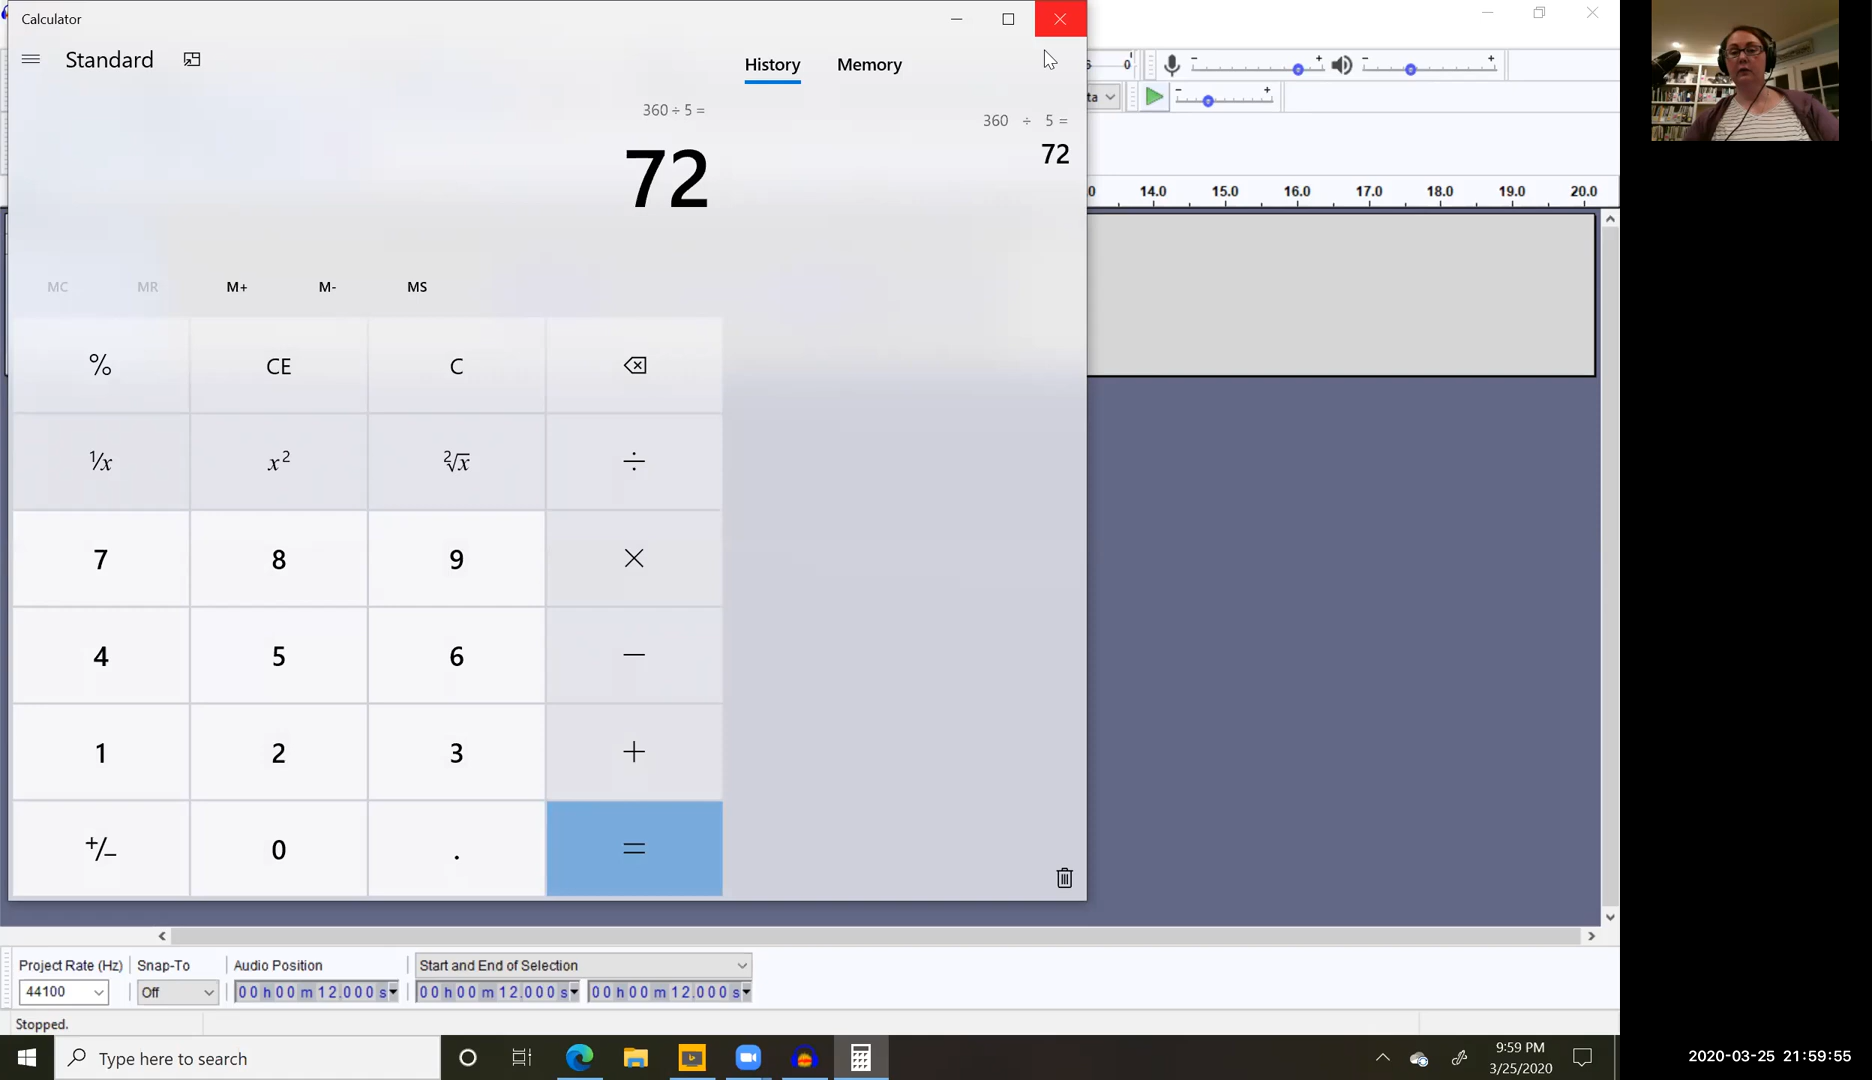 Calculator
Standard
History
Memory
360 ÷ 5 =
72
360 ÷ 5 =
72
MC
MR
M+
M-
MS
%
CE
C
1/x
x2
2√x
÷
7
8
9
×
4
5
6
−
1
2
3
+
+/−
0
.
=
0
14.0
15.0
16.0
17.0
18.0
19.0
20.0
Project Rate (Hz)
Snap-To
Audio Position
Start and End of Selection
44100
Off
00 h 00 m 12.000 s
00 h 00 m 12.000 s
00 h 00 m 12.000 s
Stopped.
Type here to search
9:59 PM
3/25/2020
2020-03-25 21:59:55